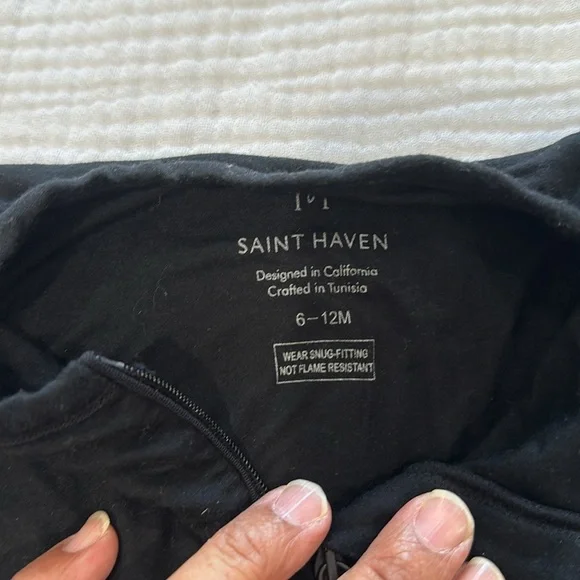 SAINT HAVEN
Designed in California
Crafted in Tunisia
6–12M
WEAR SNUG-FITTING
NOT FLAME RESISTANT